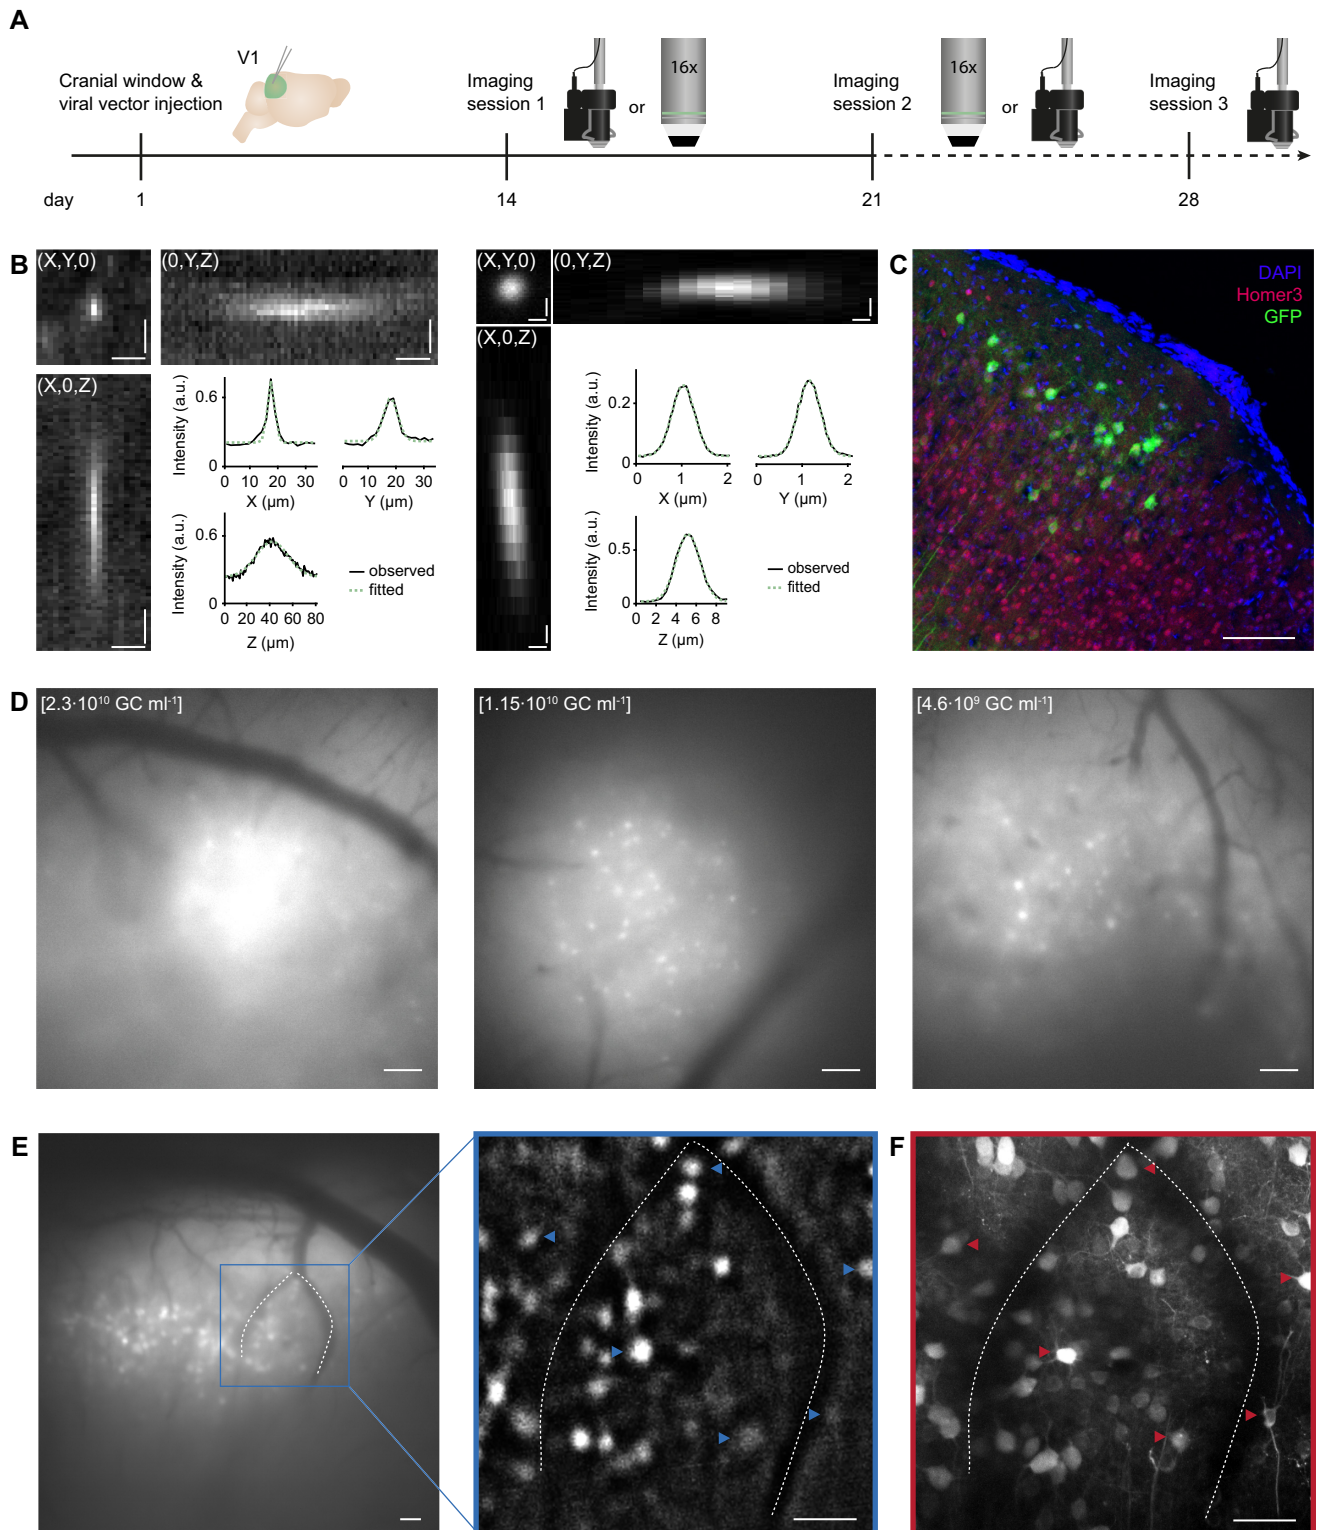 A
Cranial window &
viral vector injection
V1
Imaging
session 1
or
16x
Imaging
session 2
16x
or
Imaging
session 3
day
1
14
21
28
B
(X,Y,0)
(0,Y,Z)
(X,0,Z)
Intensity (a.u.)
0.6
0
0 10 20 30
X (µm)
0 10 20 30
Y (µm)
Intensity (a.u.)
0.6
0
0 20 40 60 80
Z (µm)
observed
fitted
(X,Y,0)
(0,Y,Z)
(X,0,Z)
Intensity (a.u.)
0.2
0
0 1 2
X (µm)
0 1 2
Y (µm)
Intensity (a.u.)
0.5
0
0 2 4 6 8
Z (µm)
observed
fitted
C
DAPI
Homer3
GFP
D
[2.3·10¹⁰ GC ml⁻¹]
[1.15·10¹⁰ GC ml⁻¹]
[4.6·10⁹ GC ml⁻¹]
E
F